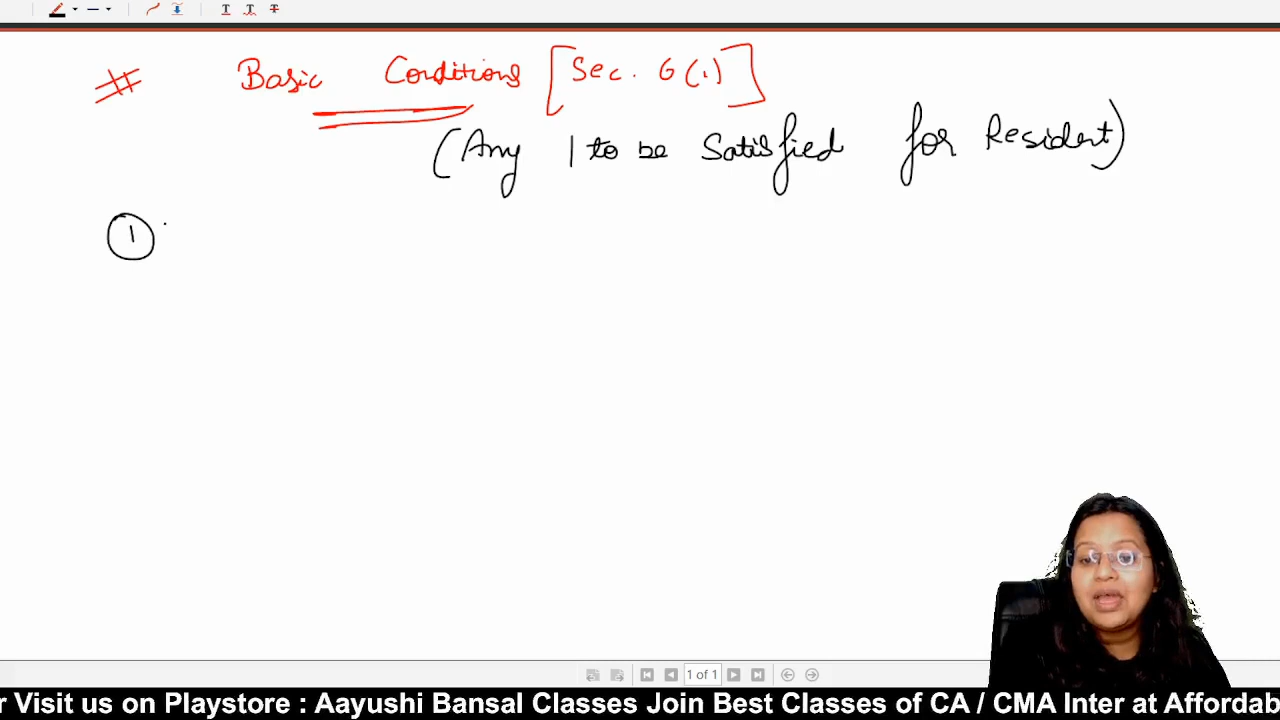 # Basic Conditions [Sec. 6(1)]
(Any 1 to be Satisfied for Resident)
1
1 of 1
r Visit us on Playstore : Aayushi Bansal Classes Join Best Classes of CA / CMA Inter at Affordab